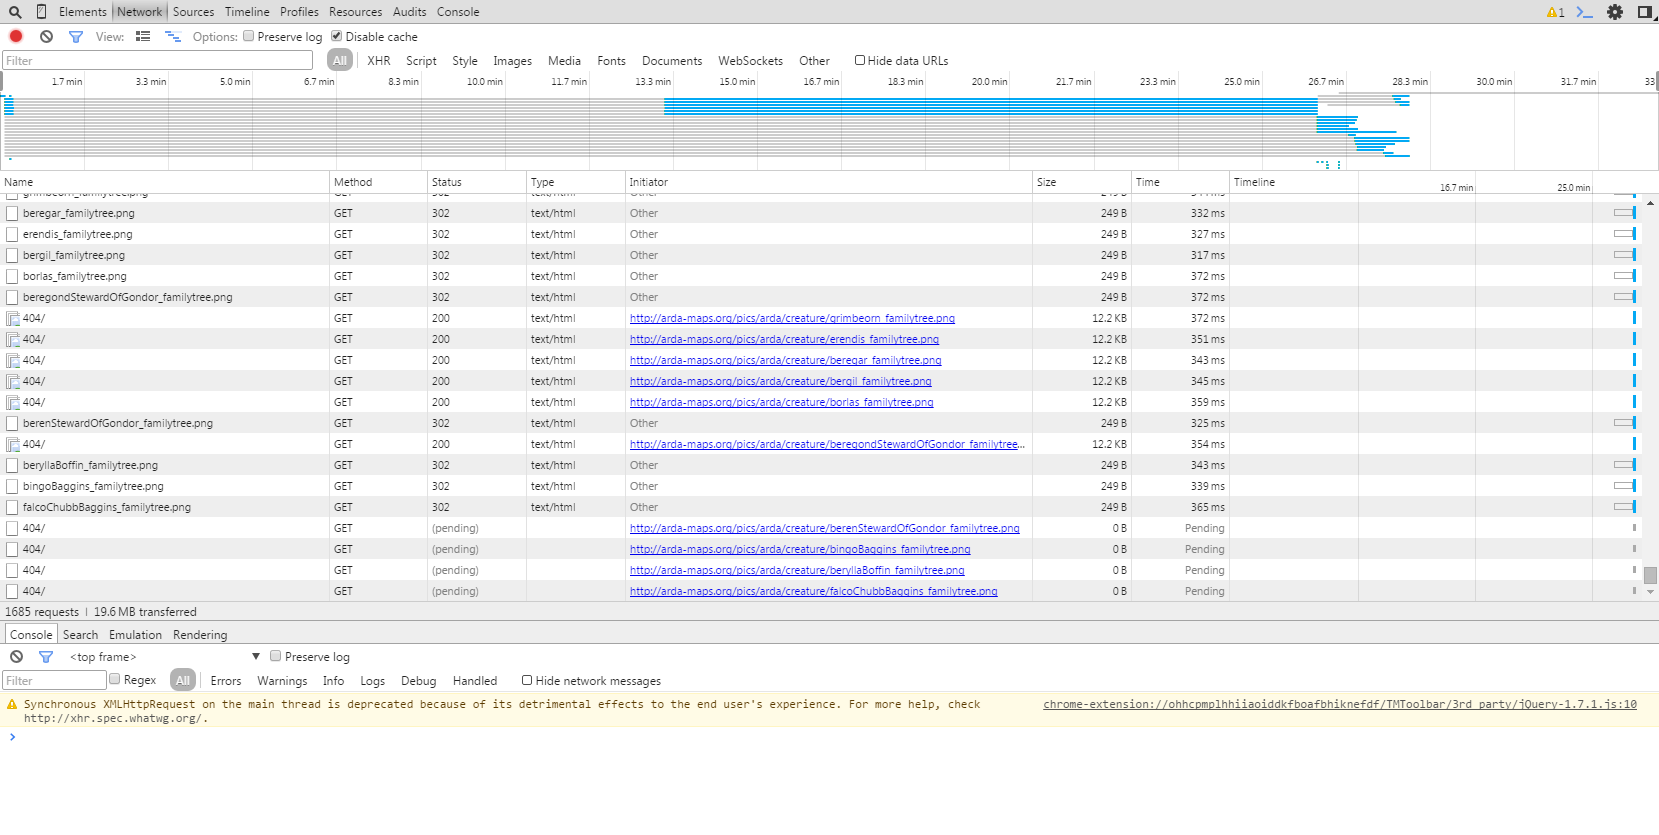 Elements Network Sources Timeline Profiles Resources Audits Console 1
View: Options: Preserve log Disable cache
Filter All XHR Script Style Images Media Fonts Documents WebSockets Other Hide data URLs
1.7 min 3.3 min 5.0 min 6.7 min 8.3 min 10.0 min 11.7 min 13.3 min 15.0 min 16.7 min 18.3 min 20.0 min 21.7 min 23.3 min 25.0 min 26.7 min 28.3 min 30.0 min 31.7 min 33
Name Method Status Type Initiator Size Time Timeline 16.7 min 25.0 min
grimbeorn_familytree.png GET 302 text/html Other 249 B 344 ms
beregar_familytree.png GET 302 text/html Other 249 B 332 ms
erendis_familytree.png GET 302 text/html Other 249 B 327 ms
bergil_familytree.png GET 302 text/html Other 249 B 317 ms
borlas_familytree.png GET 302 text/html Other 249 B 372 ms
beregondStewardOfGondor_familytree.png GET 302 text/html Other 249 B 372 ms
404/ GET 200 text/html http://arda-maps.org/pics/arda/creature/grimbeorn_familytree.png 12.2 KB 372 ms
404/ GET 200 text/html http://arda-maps.org/pics/arda/creature/erendis_familytree.png 12.2 KB 351 ms
404/ GET 200 text/html http://arda-maps.org/pics/arda/creature/beregar_familytree.png 12.2 KB 343 ms
404/ GET 200 text/html http://arda-maps.org/pics/arda/creature/bergil_familytree.png 12.2 KB 345 ms
404/ GET 200 text/html http://arda-maps.org/pics/arda/creature/borlas_familytree.png 12.2 KB 359 ms
berenStewardOfGondor_familytree.png GET 302 text/html Other 249 B 325 ms
404/ GET 200 text/html http://arda-maps.org/pics/arda/creature/beregondStewardOfGondor_familytree... 12.2 KB 354 ms
beryllaBoffin_familytree.png GET 302 text/html Other 249 B 343 ms
bingoBaggins_familytree.png GET 302 text/html Other 249 B 339 ms
falcoChubbBaggins_familytree.png GET 302 text/html Other 249 B 365 ms
404/ GET (pending) http://arda-maps.org/pics/arda/creature/berenStewardOfGondor_familytree.png 0 B Pending
404/ GET (pending) http://arda-maps.org/pics/arda/creature/bingoBaggins_familytree.png 0 B Pending
404/ GET (pending) http://arda-maps.org/pics/arda/creature/beryllaBoffin_familytree.png 0 B Pending
404/ GET (pending) http://arda-maps.org/pics/arda/creature/falcoChubbBaggins_familytree.png 0 B Pending
1685 requests | 19.6 MB transferred
Console Search Emulation Rendering
<top frame> ▼ Preserve log
Filter Regex All Errors Warnings Info Logs Debug Handled Hide network messages
Synchronous XMLHttpRequest on the main thread is deprecated because of its detrimental effects to the end user's experience. For more help, check chrome-extension://ohhcpmplhhiiaoiddkfboafbhiknefdf/TMToolbar/3rd_party/jQuery-1.7.1.js:10
http://xhr.spec.whatwg.org/.
>